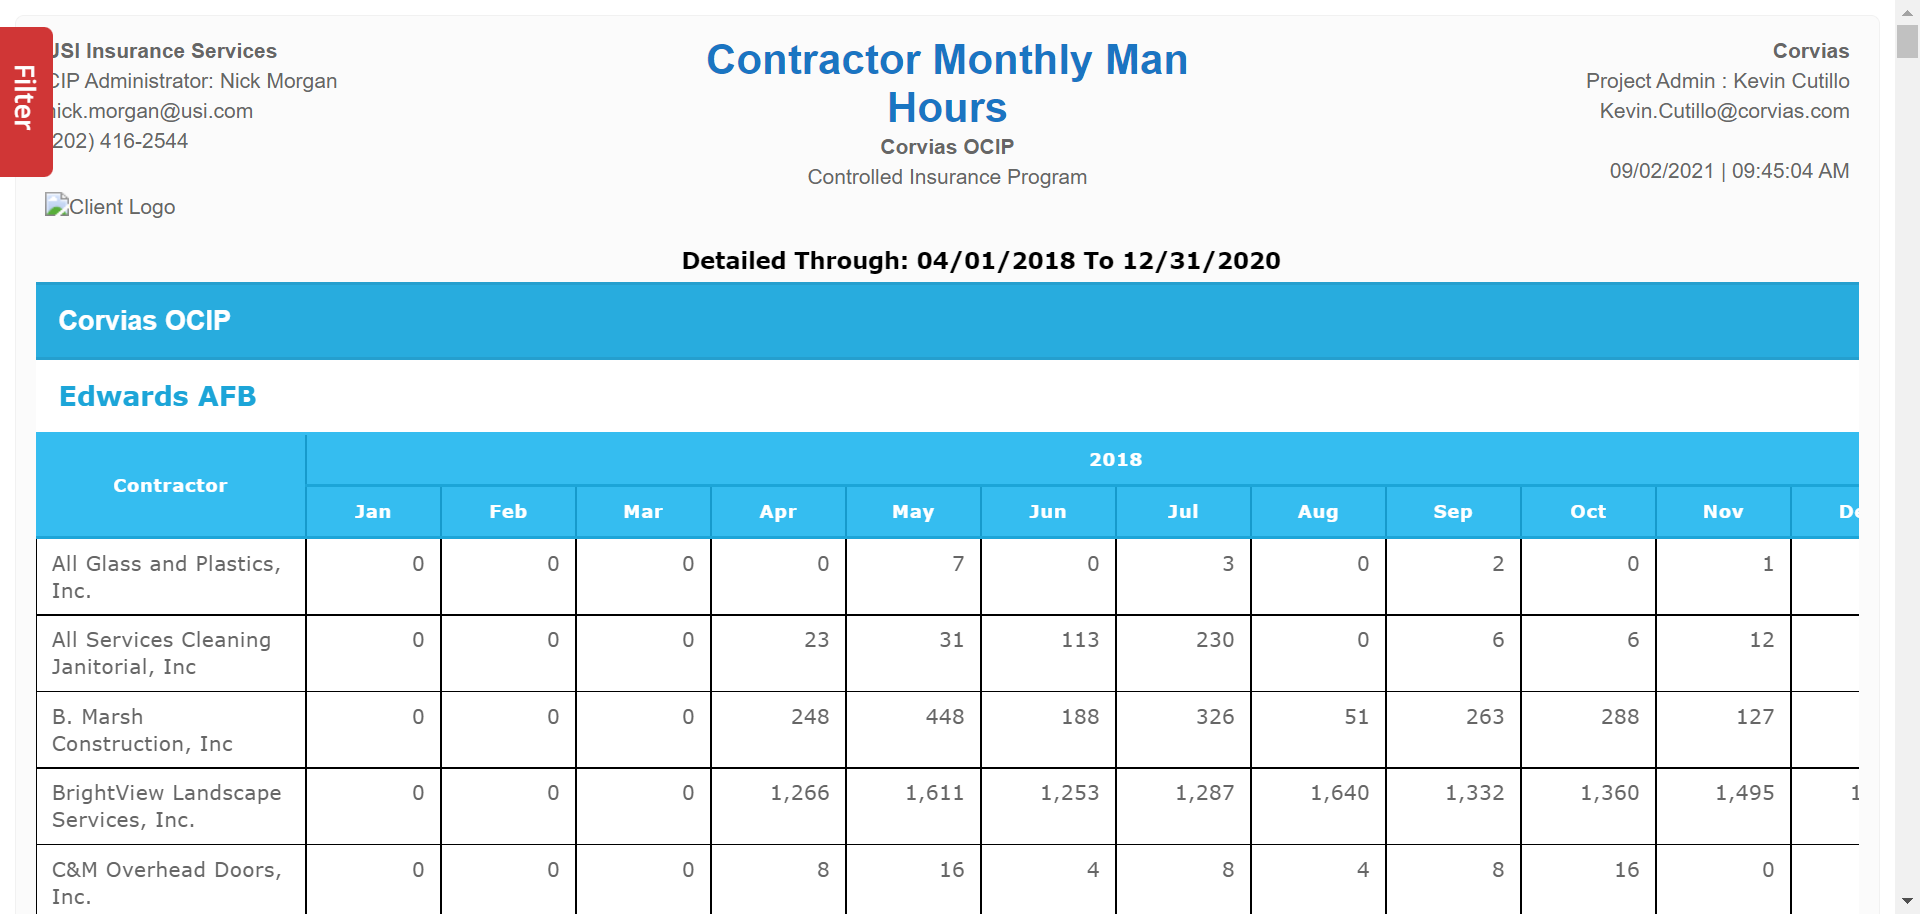 Filter
USI Insurance Services
CIP Administrator: Nick Morgan
nick.morgan@usi.com
(202) 416-2544
Client Logo
Contractor Monthly Man
Hours
Corvias OCIP
Controlled Insurance Program
Corvias
Project Admin : Kevin Cutillo
Kevin.Cutillo@corvias.com
09/02/2021 | 09:45:04 AM
Detailed Through: 04/01/2018 To 12/31/2020
Corvias OCIP
Edwards AFB
Contractor 2018
Jan Feb Mar Apr May Jun Jul Aug Sep Oct Nov
All Glass and Plastics, 0 0 0 0 7 0 3 0 2 0 1
Inc.
All Services Cleaning 0 0 0 23 31 113 230 0 6 6 12
Janitorial, Inc
B. Marsh 0 0 0 248 448 188 326 51 263 288 127
Construction, Inc
BrightView Landscape 0 0 0 1,266 1,611 1,253 1,287 1,640 1,332 1,360 1,495
Services, Inc.
C&M Overhead Doors, 0 0 0 8 16 4 8 4 8 16 0
Inc.